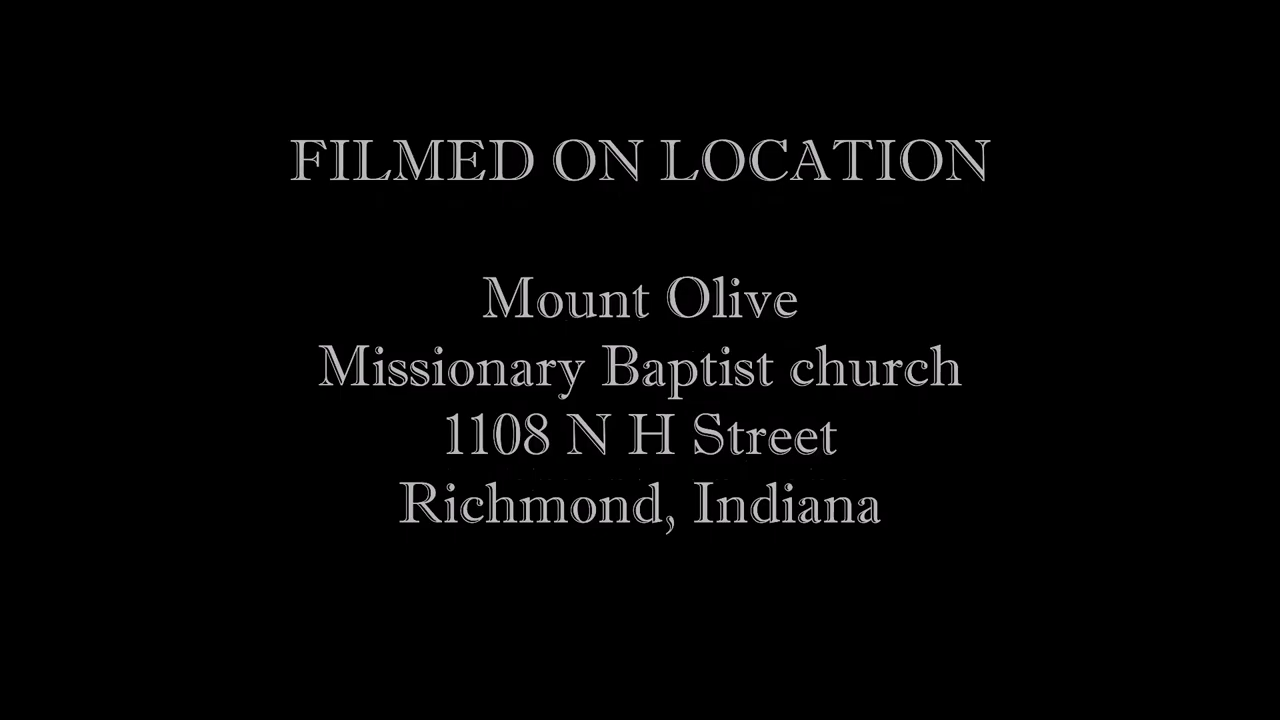 FILMED ON LOCATION
Mount Olive
Missionary Baptist church
1108 N H Street
Richmond, Indiana